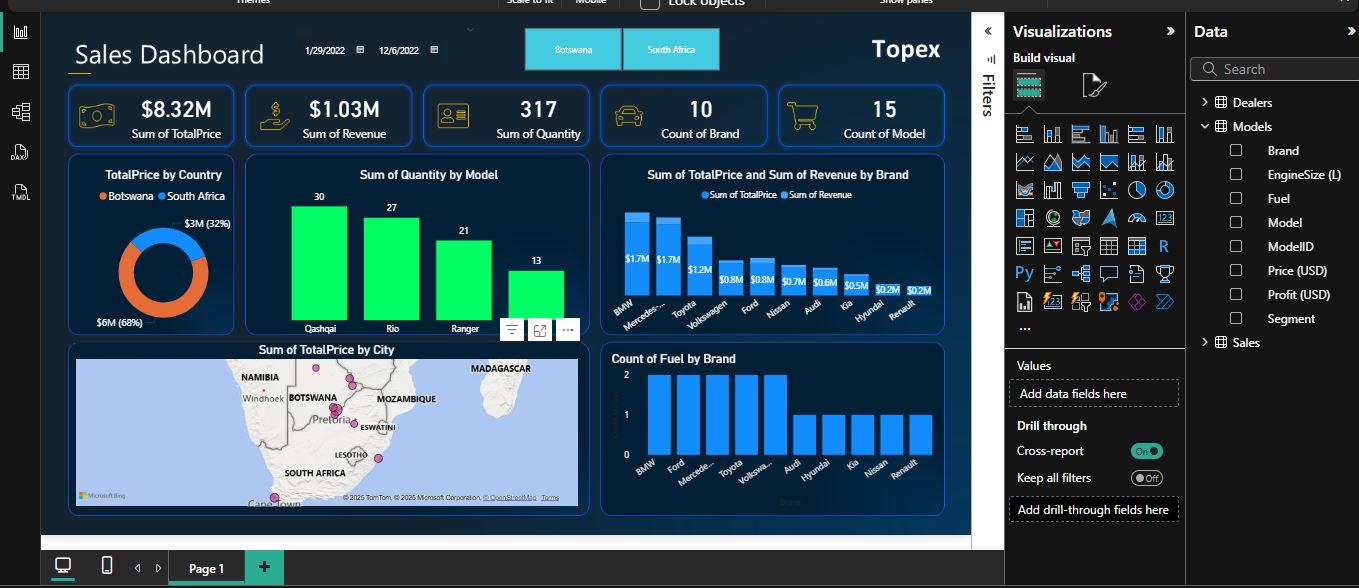 Themes
Scale to fit
Mobile
Lock objects
Show panes
Sales Dashboard
1/29/2022
12/6/2022
Botswana
South Africa
Topex
$8.32M
Sum of TotalPrice
$1.03M
Sum of Revenue
317
Sum of Quantity
10
Count of Brand
15
Count of Model
TotalPrice by Country
Botswana South Africa
$3M (32%)
$6M (68%)
Sum of Quantity by Model
30
27
21
13
Qashqai
Rio
Ranger
Sum of TotalPrice and Sum of Revenue by Brand
Sum of TotalPrice Sum of Revenue
$1.7M
$1.7M
$1.2M
$0.8M
$0.8M
$0.7M
$0.6M
$0.5M
$0.2M
$0.2M
BMW
Mercedes-...
Toyota
Volkswagen
Ford
Nissan
Audi
Kia
Hyundai
Renault
Sum of TotalPrice by City
NAMIBIA
Windhoek
BOTSWANA
MADAGASCAR
MOZAMBIQUE
Pretoria
ESWATINI
LESOTHO
SOUTH AFRICA
Cape Town
Microsoft Bing
© 2025 TomTom, © 2025 Microsoft Corporation, © OpenStreetMap Terms
Count of Fuel by Brand
2
1
0
BMW
Ford
Mercede...
Toyota
Volkswa...
Audi
Hyundai
Kia
Nissan
Renault
Brand
DAX
TMDL
Page 1
Filters
Visualizations
Build visual
123
R
Py
123
Values
Add data fields here
Drill through
Cross-report
On
Keep all filters
Off
Add drill-through fields here
Data
Search
Dealers
Models
Brand
EngineSize (L)
Fuel
Model
ModelID
Price (USD)
Profit (USD)
Segment
Sales